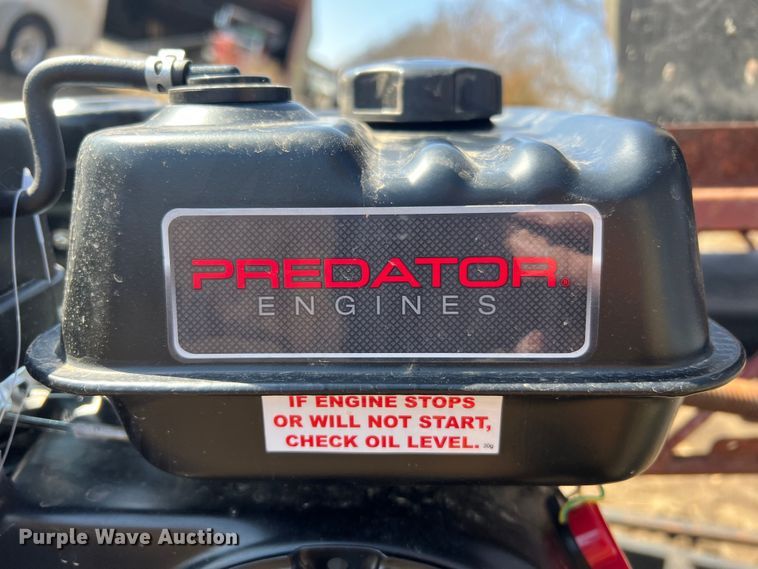 PREDATOR®
ENGINES
IF ENGINE STOPS
OR WILL NOT START,
CHECK OIL LEVEL.
Purple Wave Auction